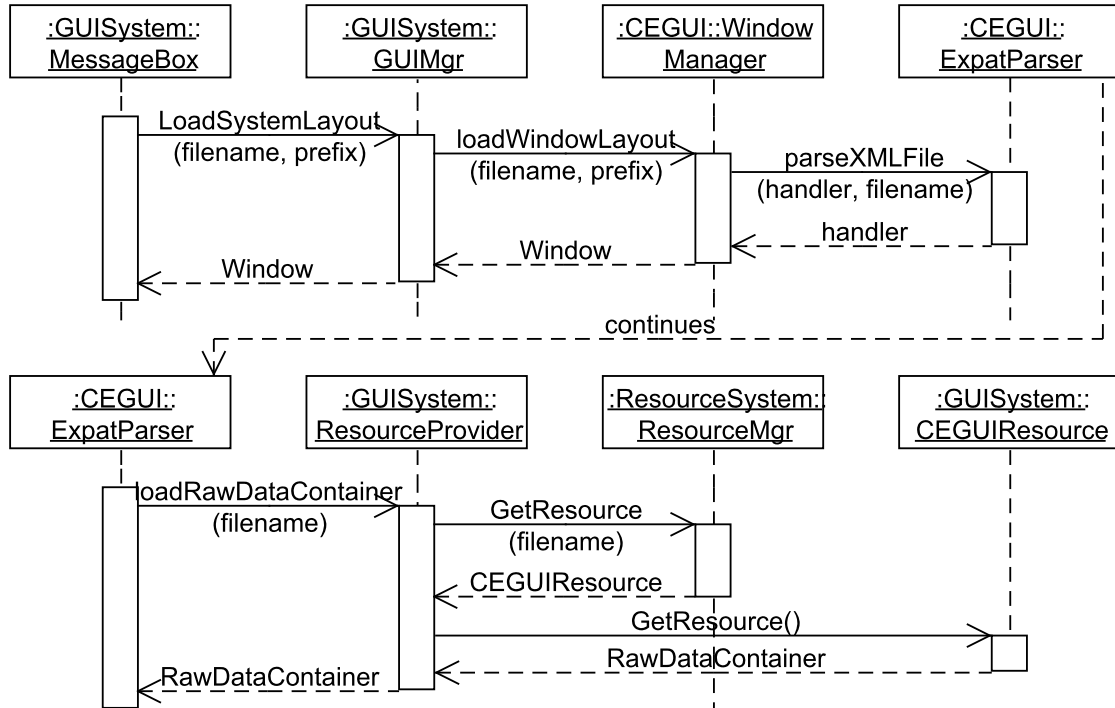 :GUISystem::
MessageBox
:GUISystem::
GUIMgr
:CEGUI::Window
Manager
:CEGUI::
ExpatParser
LoadSystemLayout
(filename, prefix)
loadWindowLayout
(filename, prefix)
parseXMLFile
(handler, filename)
handler
Window
Window
continues
:CEGUI::
ExpatParser
:GUISystem::
ResourceProvider
:ResourceSystem::
ResourceMgr
:GUISystem::
CEGUIResource
loadRawDataContainer
(filename)
GetResource
(filename)
CEGUIResource
GetResource()
RawDataContainer
RawDataContainer